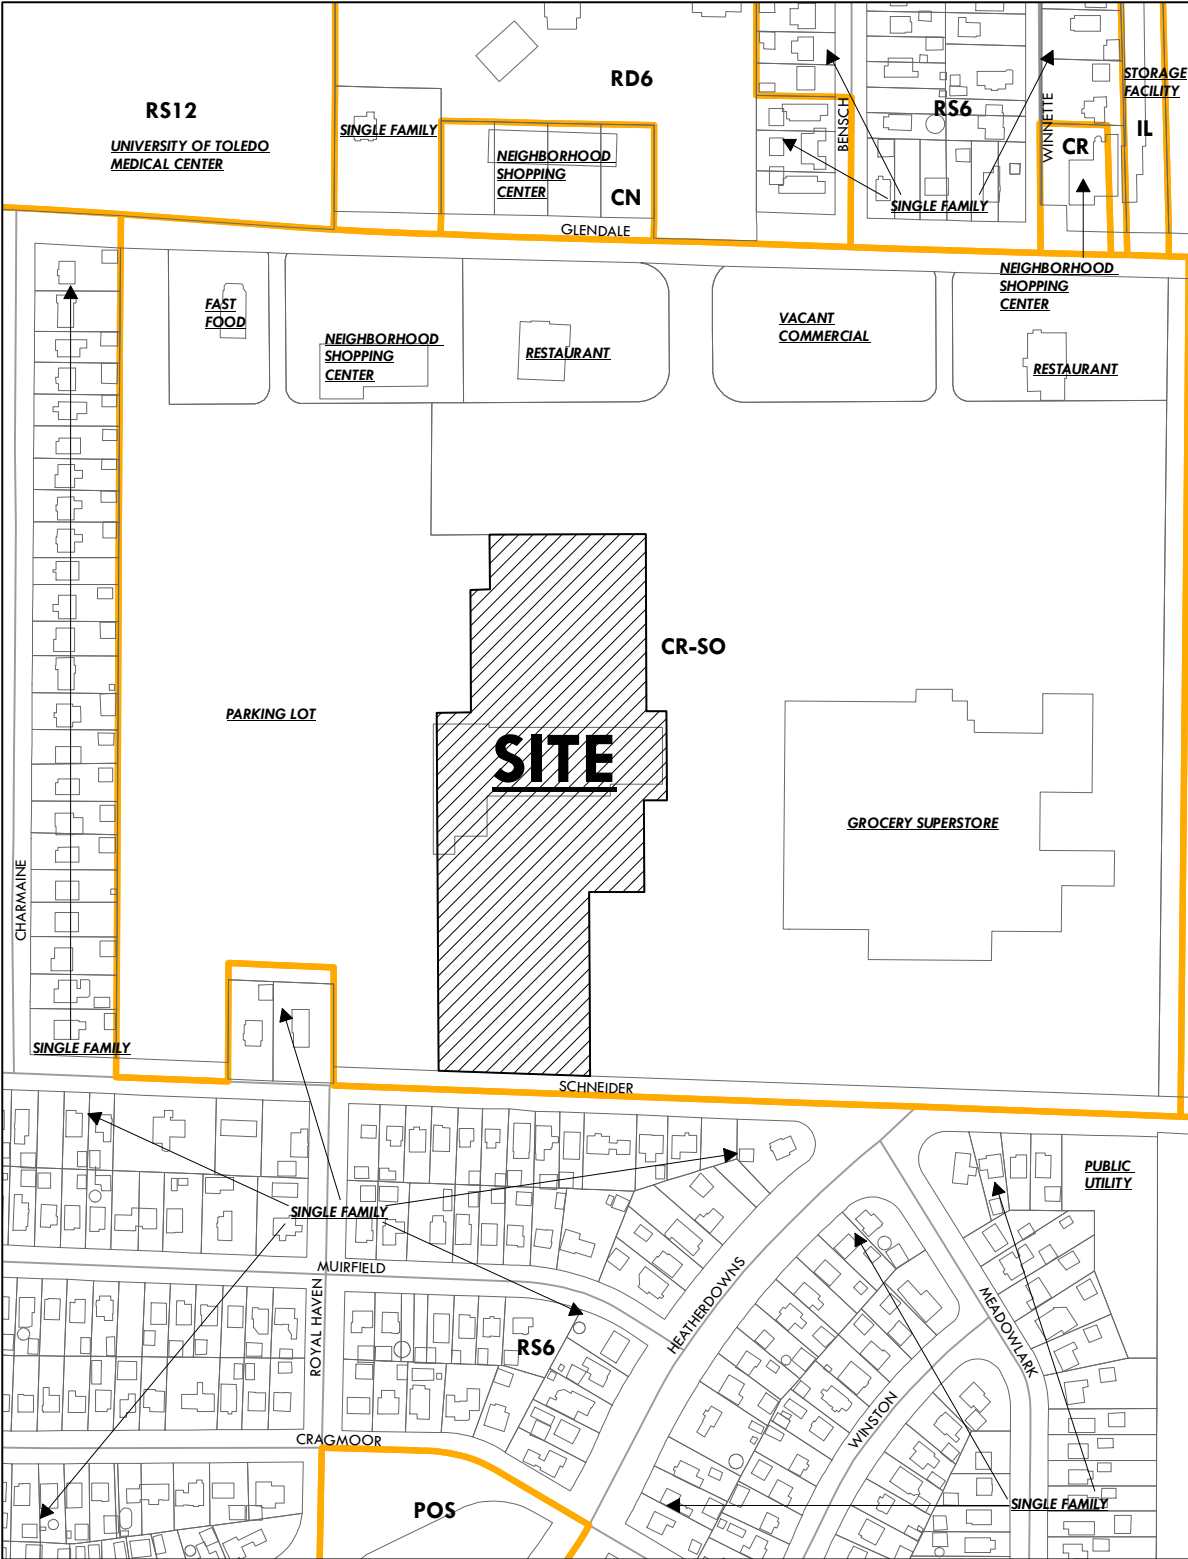 RS12
UNIVERSITY OF TOLEDO
MEDICAL CENTER
SINGLE FAMILY
RD6
NEIGHBORHOOD
SHOPPING
CENTER
CN
BENSCH
RS6
WINNETTE
STORAGE
FACILITY
IL
CR
SINGLE FAMILY
GLENDALE
NEIGHBORHOOD
SHOPPING
CENTER
FAST
FOOD
NEIGHBORHOOD
SHOPPING
CENTER
RESTAURANT
VACANT
COMMERCIAL
RESTAURANT
CR-SO
PARKING LOT
SITE
GROCERY SUPERSTORE
CHARMAINE
SINGLE FAMILY
SCHNEIDER
PUBLIC
UTILITY
SINGLE FAMILY
MUIRFIELD
ROYAL HAVEN
HEATHERDOWNS
MEADOWLARK
RS6
WINSTON
CRAGMOOR
POS
SINGLE FAMILY